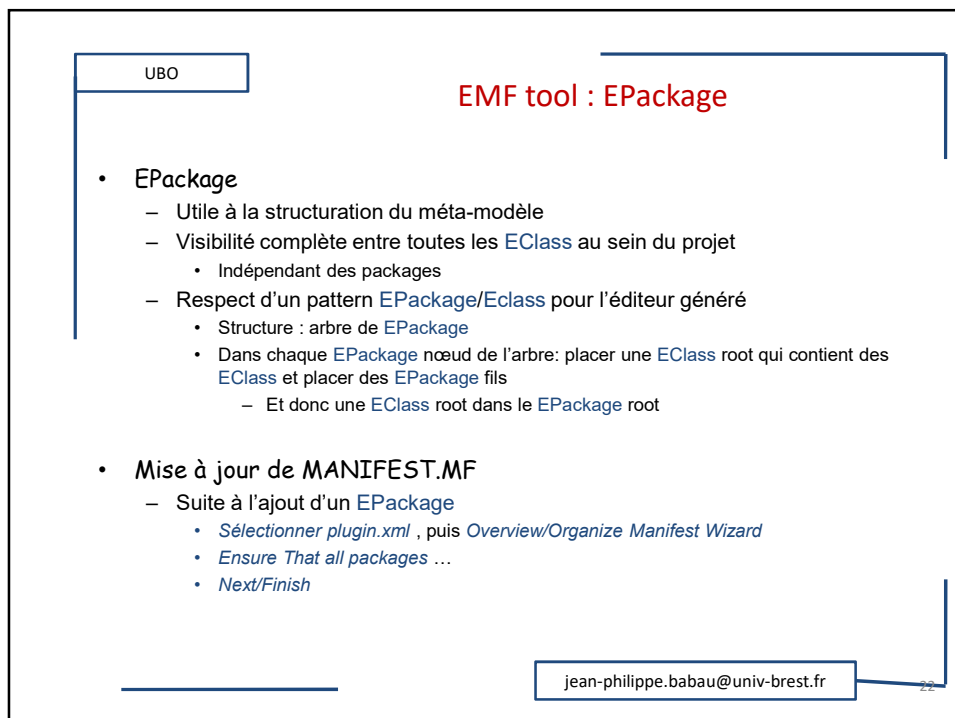 UBO
EMF tool : EPackage
• EPackage
– Utile à la structuration du méta-modèle
– Visibilité complète entre toutes les EClass au sein du projet
• Indépendant des packages
– Respect d’un pattern EPackage/Eclass pour l’éditeur généré
• Structure : arbre de EPackage
• Dans chaque EPackage nœud de l’arbre: placer une EClass root qui contient des
EClass et placer des EPackage fils
– Et donc une EClass root dans le EPackage root
• Mise à jour de MANIFEST.MF
– Suite à l’ajout d’un EPackage
• Sélectionner plugin.xml , puis Overview/Organize Manifest Wizard
• Ensure That all packages …
• Next/Finish
jean-philippe.babau@univ-brest.fr
22